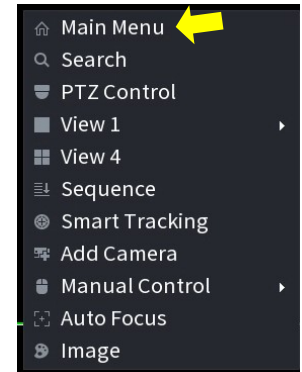 Main Menu
Search
PTZ Control
View 1
View 4
Sequence
Smart Tracking
Add Camera
Manual Control
Auto Focus
Image